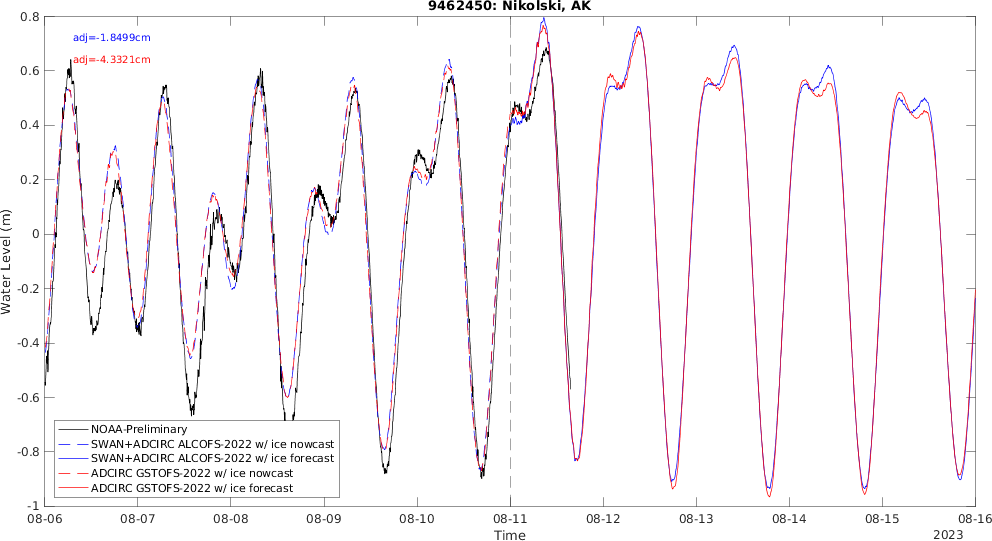 9462450: Nikolski, AK
adj=-1.8499cm
adj=-4.3321cm
Water Level (m)
0.8
0.6
0.4
0.2
0
-0.2
-0.4
-0.6
-0.8
-1
NOAA-Preliminary
SWAN+ADCIRC ALCOFS-2022 w/ ice nowcast
SWAN+ADCIRC ALCOFS-2022 w/ ice forecast
ADCIRC GSTOFS-2022 w/ ice nowcast
ADCIRC GSTOFS-2022 w/ ice forecast
08-06 08-07 08-08 08-09 08-10 08-11 08-12 08-13 08-14 08-15 08-16
Time
2023